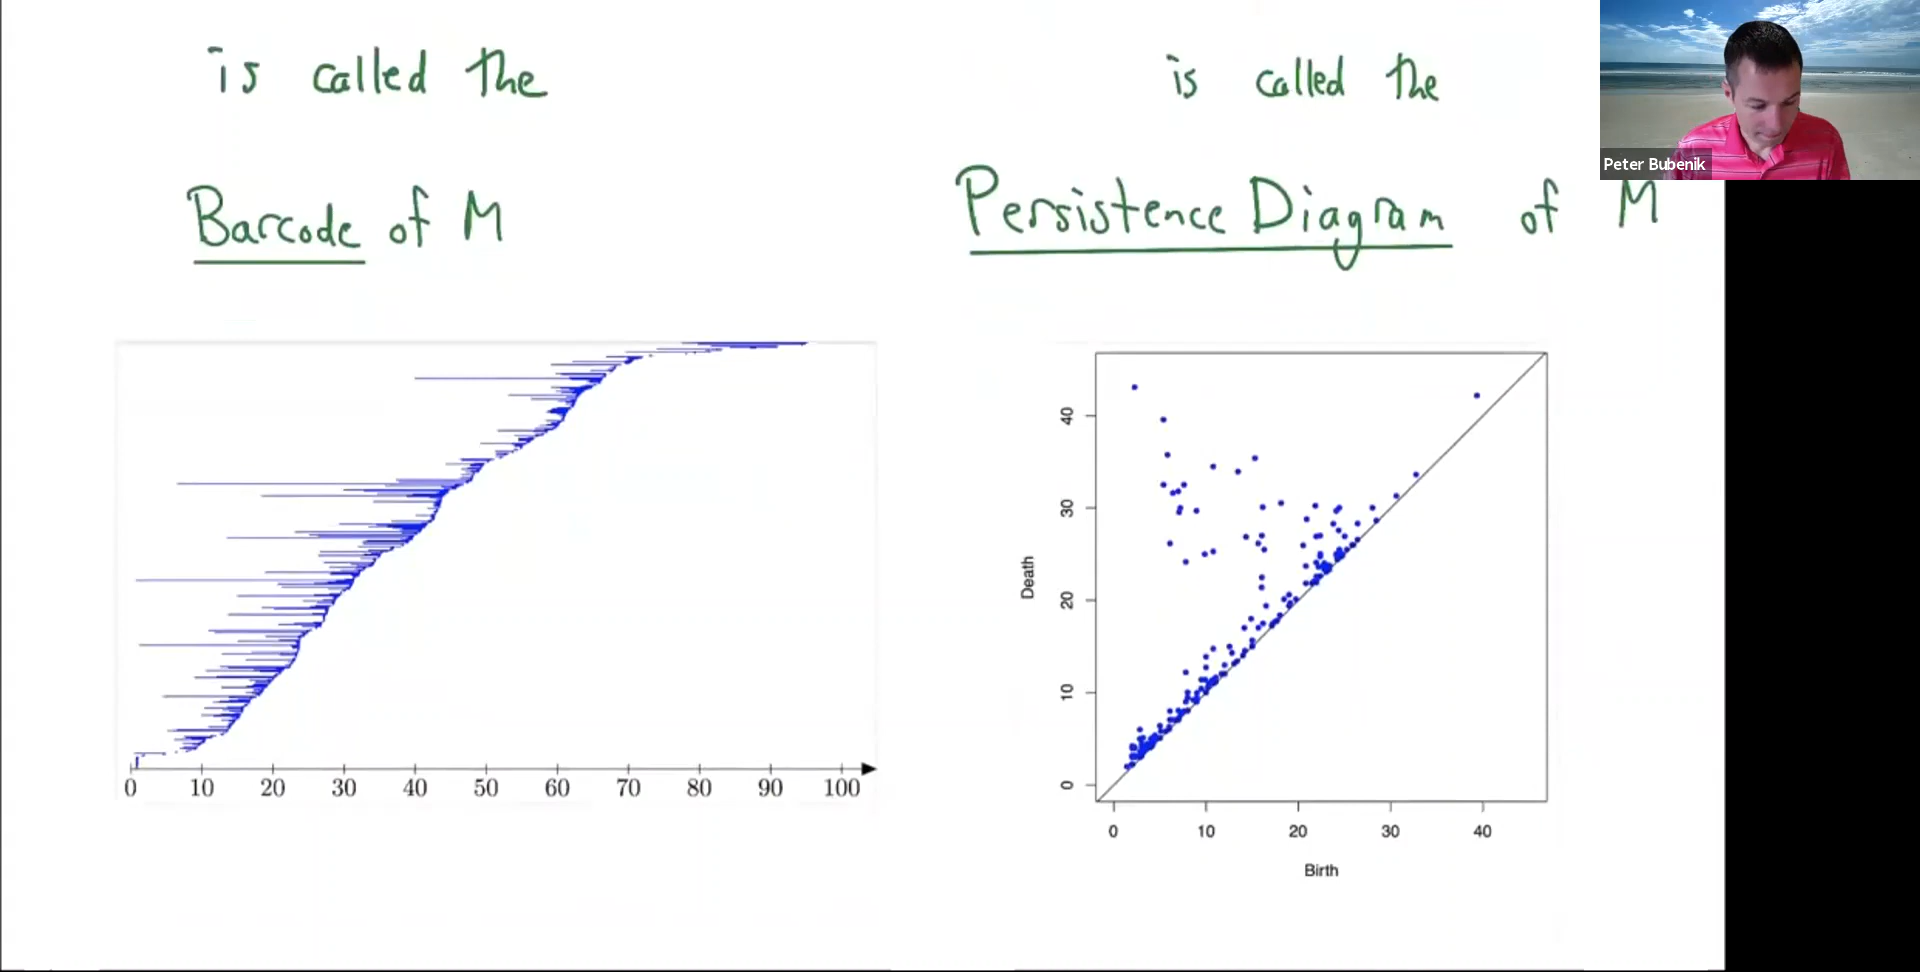 is called the
Barcode of M
0 10 20 30 40 50 60 70 80 90 100
is called the
Persistence Diagram of M
Death
40
30
20
10
0
0 10 20 30 40
Birth
Peter Bubenik